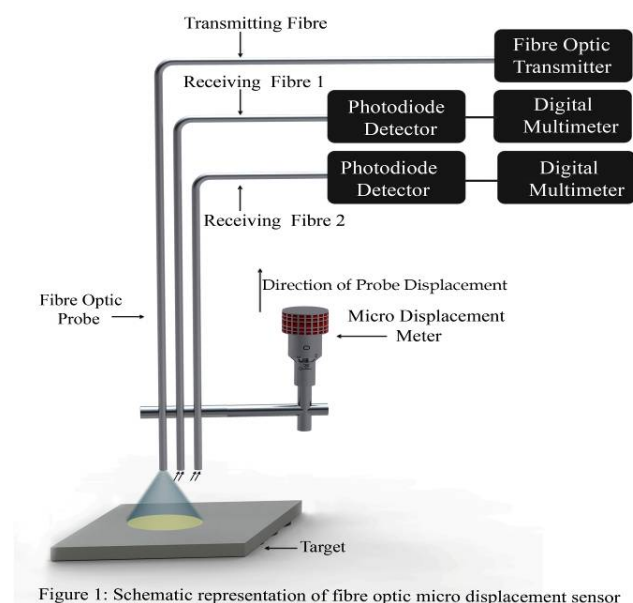 Transmitting Fibre
Fibre Optic
Transmitter
Receiving Fibre 1
Photodiode
Detector
Digital
Multimeter
Photodiode
Detector
Digital
Multimeter
Receiving Fibre 2
Direction of Probe Displacement
Fibre Optic
Probe
Micro Displacement
Meter
Target
Figure 1: Schematic representation of fibre optic micro displacement sensor